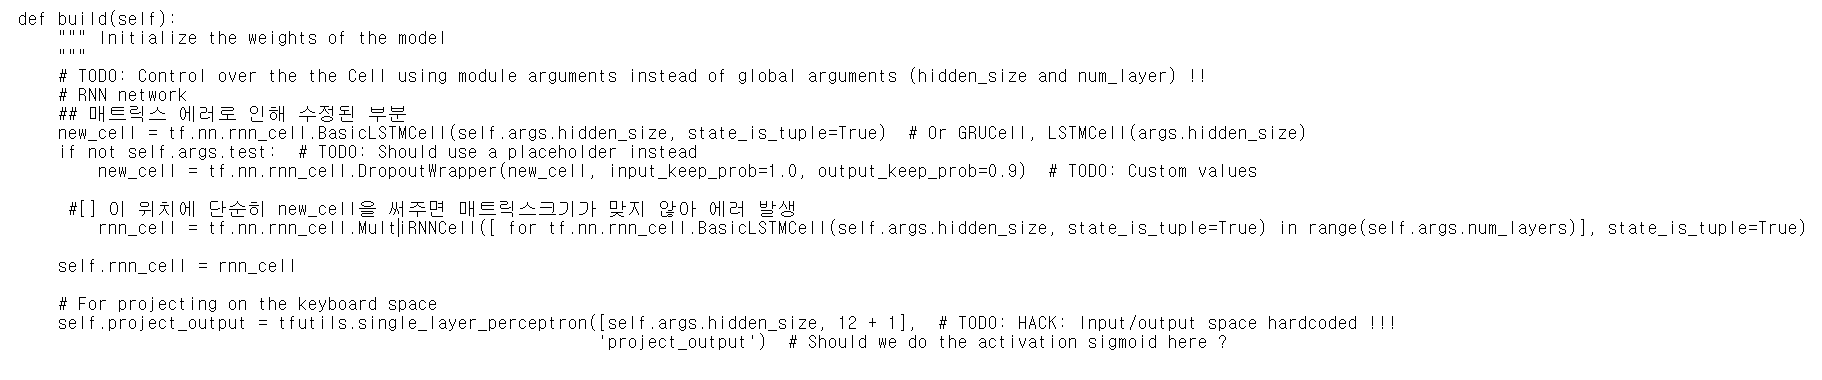 def build(self):
    """ Initialize the weights of the model
    """
    # TODO: Control over the the Cell using module arguments instead of global arguments (hidden_size and num_layer) !!
    # RNN network
    ## 매트릭스 에러로 인해 수정된 부분
    new_cell = tf.nn.rnn_cell.BasicLSTMCell(self.args.hidden_size, state_is_tuple=True)  # Or GRUCell, LSTMCell(args.hidden_size)
    if not self.args.test:  # TODO: Should use a placeholder instead
        new_cell = tf.nn.rnn_cell.DropoutWrapper(new_cell, input_keep_prob=1.0, output_keep_prob=0.9)  # TODO: Custom values
     #[] 이 위치에 단순히 new_cell을 써주면 매트릭스크기가 맞지 않아 에러 발생
        rnn_cell = tf.nn.rnn_cell.MultiRNNCell([ for tf.nn.rnn_cell.BasicLSTMCell(self.args.hidden_size, state_is_tuple=True) in range(self.args.num_layers)], state_is_tuple=True)
    self.rnn_cell = rnn_cell
    # For projecting on the keyboard space
    self.project_output = tfutils.single_layer_perceptron([self.args.hidden_size, 12 + 1],  # TODO: HACK: Input/output space hardcoded !!!
                                                          'project_output')  # Should we do the activation sigmoid here ?